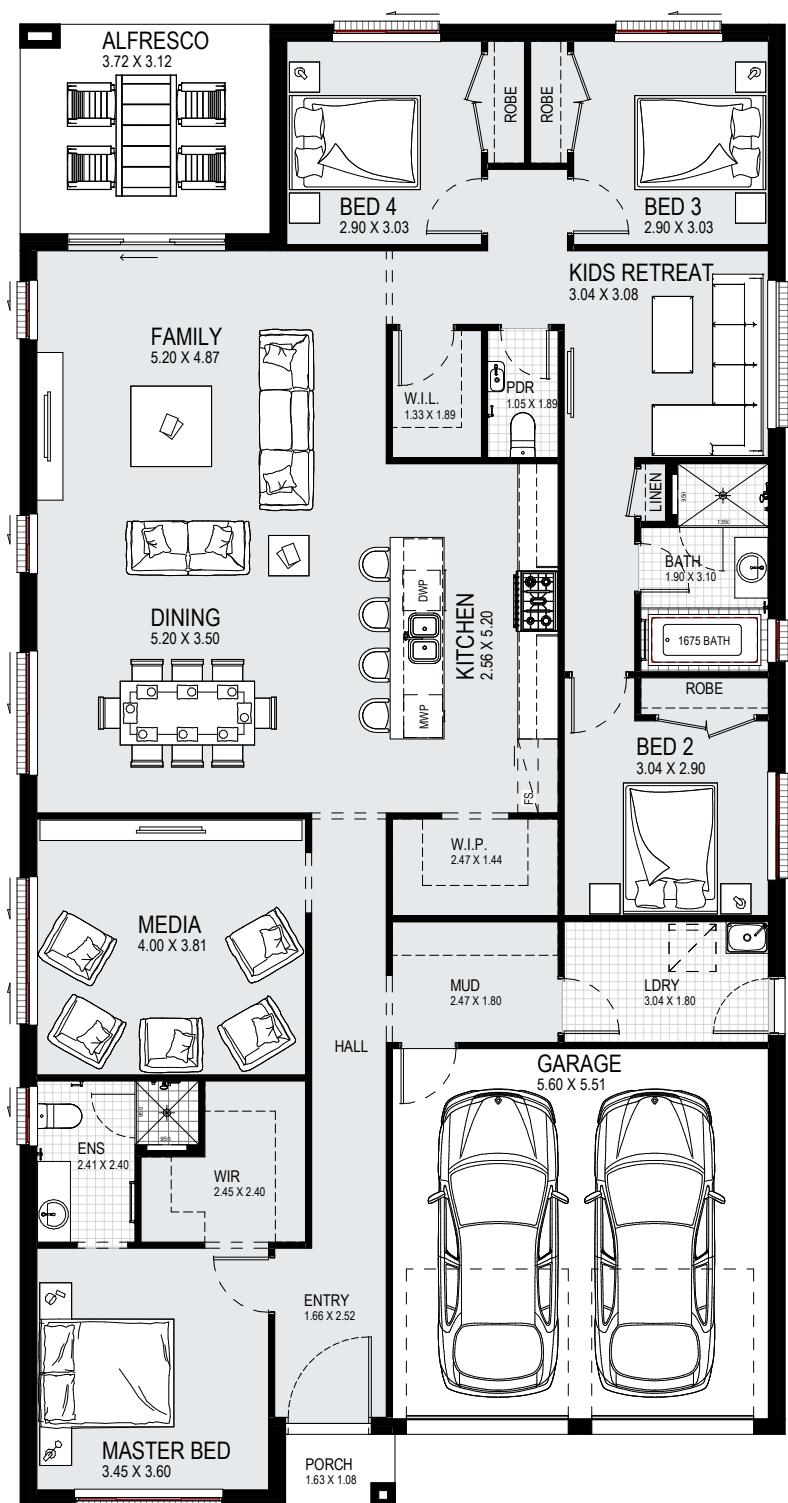 ALFRESCO
3.72 X 3.12
ROBE
ROBE
BED 4
2.90 X 3.03
BED 3
2.90 X 3.03
KIDS RETREAT
3.04 X 3.08
FAMILY
5.20 X 4.87
W.I.L.
1.33 X 1.89
PDR
1.05 X 1.89
LINEN
950
1350
BATH
1.90 X 3.10
1675 BATH
DINING
5.20 X 3.50
DWP
KITCHEN
2.56 X 5.20
MWP
FS.
ROBE
BED 2
3.04 X 2.90
W.I.P.
2.47 X 1.44
MEDIA
4.00 X 3.81
MUD
2.47 X 1.80
LDRY
3.04 X 1.80
HALL
GARAGE
5.60 X 5.51
950
950
ENS
2.41 X 2.40
WIR
2.45 X 2.40
ENTRY
1.66 X 2.52
MASTER BED
3.45 X 3.60
PORCH
1.63 X 1.08